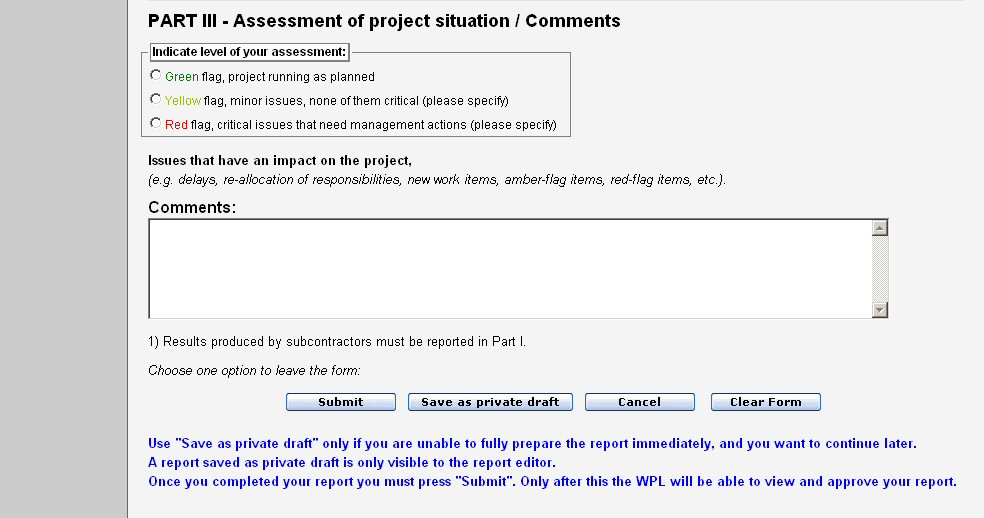 PART III - Assessment of project situation / Comments
Indicate level of your assessment:
Green flag, project running as planned
Yellow flag, minor issues, none of them critical (please specify)
Red flag, critical issues that need management actions (please specify)
Issues that have an impact on the project,
(e.g. delays, re-allocation of responsibilities, new work items, amber-flag items, red-flag items, etc.).
Comments:
1) Results produced by subcontractors must be reported in Part I.
Choose one option to leave the form:
Submit Save as private draft Cancel Clear Form
Use "Save as private draft" only if you are unable to fully prepare the report immediately, and you want to continue later.
A report saved as private draft is only visible to the report editor.
Once you completed your report you must press "Submit". Only after this the WPL will be able to view and approve your report.